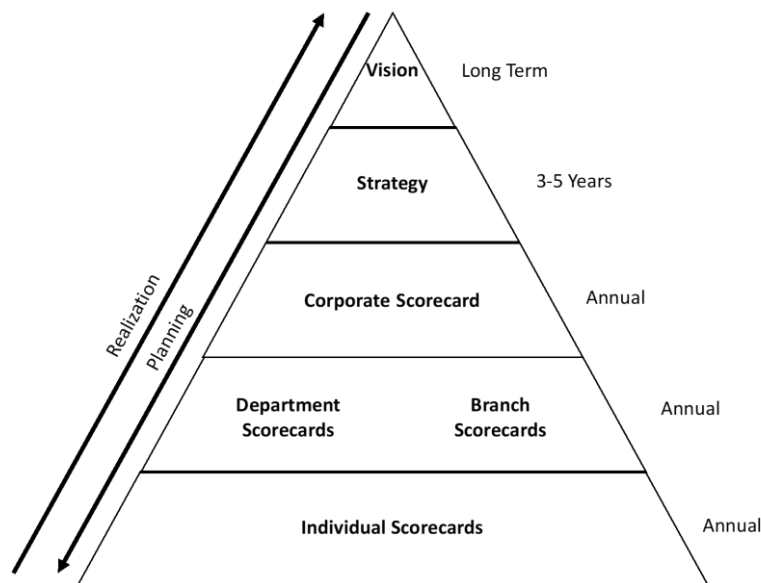 Vision
Long Term
Strategy
3-5 Years
Realization
Planning
Corporate Scorecard
Annual
Department
Scorecards
Branch
Scorecards
Annual
Individual Scorecards
Annual